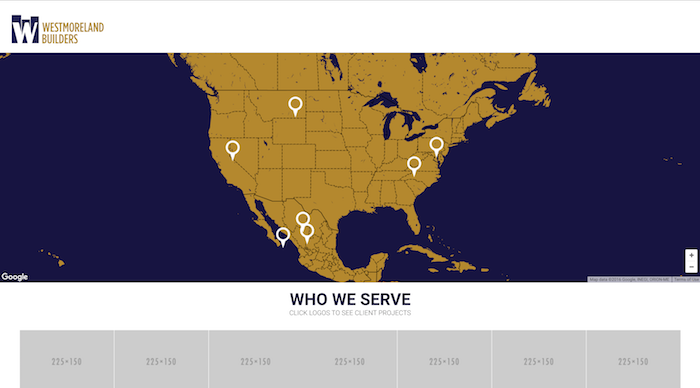 W WESTMORELAND
BUILDERS
+
−
Google
Map data ©2016 Google, INEGI, ORION-ME
Terms of Use
WHO WE SERVE
CLICK LOGOS TO SEE CLIENT PROJECTS
225×150 225×150 225×150 225×150 225×150 225×150 225×150